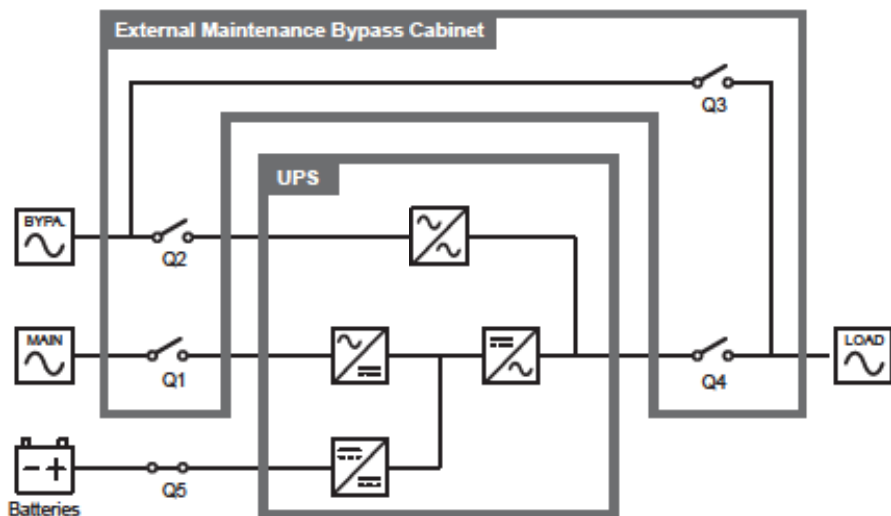 External Maintenance Bypass Cabinet
Q3
UPS
BYPA.
Q2
MAIN
Q1
Q4
LOAD
Q5
Batteries